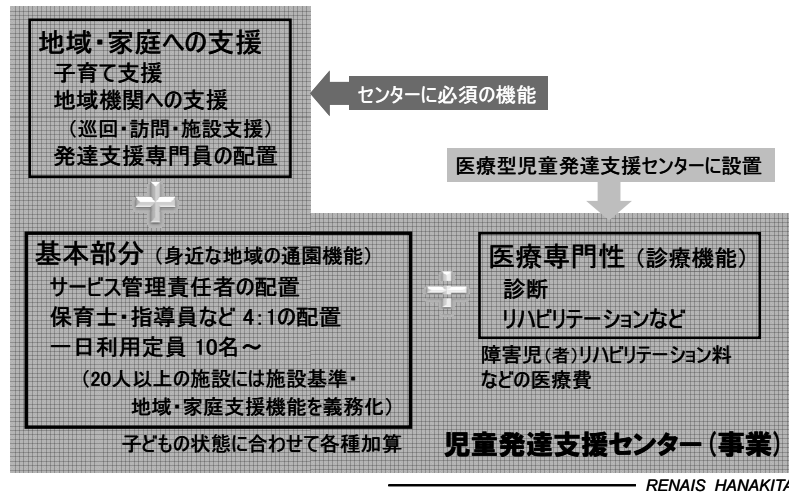 地域・家庭への支援
子育て支援
地域機関への支援
（巡回・訪問・施設支援）
発達支援専門員の配置
センターに必須の機能
医療型児童発達支援センターに設置
基本部分（身近な地域の通園機能）
サービス管理責任者の配置
保育士・指導員など 4：1の配置
一日利用定員 10名～
（20人以上の施設には施設基準・
地域・家庭支援機能を義務化）
子どもの状態に合わせて各種加算
医療専門性（診療機能）
診断
リハビリテーションなど
障害児（者）リハビリテーション料
などの医療費
児童発達支援センター（事業）
RENAIS HANAKITA